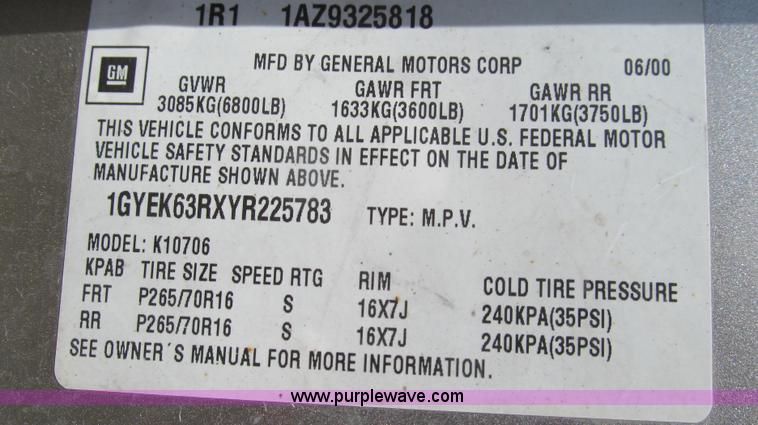 1R1 1AZ9325818
GM
MFD BY GENERAL MOTORS CORP 06/00
GVWR GAWR FRT GAWR RR
3085KG(6800LB) 1633KG(3600LB) 1701KG(3750LB)
THIS VEHICLE CONFORMS TO ALL APPLICABLE U.S. FEDERAL MOTOR
VEHICLE SAFETY STANDARDS IN EFFECT ON THE DATE OF
MANUFACTURE SHOWN ABOVE.
1GYEK63RXYR225783 TYPE: M.P.V.
MODEL: K10706
KPAB TIRE SIZE SPEED RTG RIM COLD TIRE PRESSURE
FRT P265/70R16 S 16X7J 240KPA(35PSI)
RR P265/70R16 S 16X7J 240KPA(35PSI)
SEE OWNER'S MANUAL FOR MORE INFORMATION.
www.purplewave.com